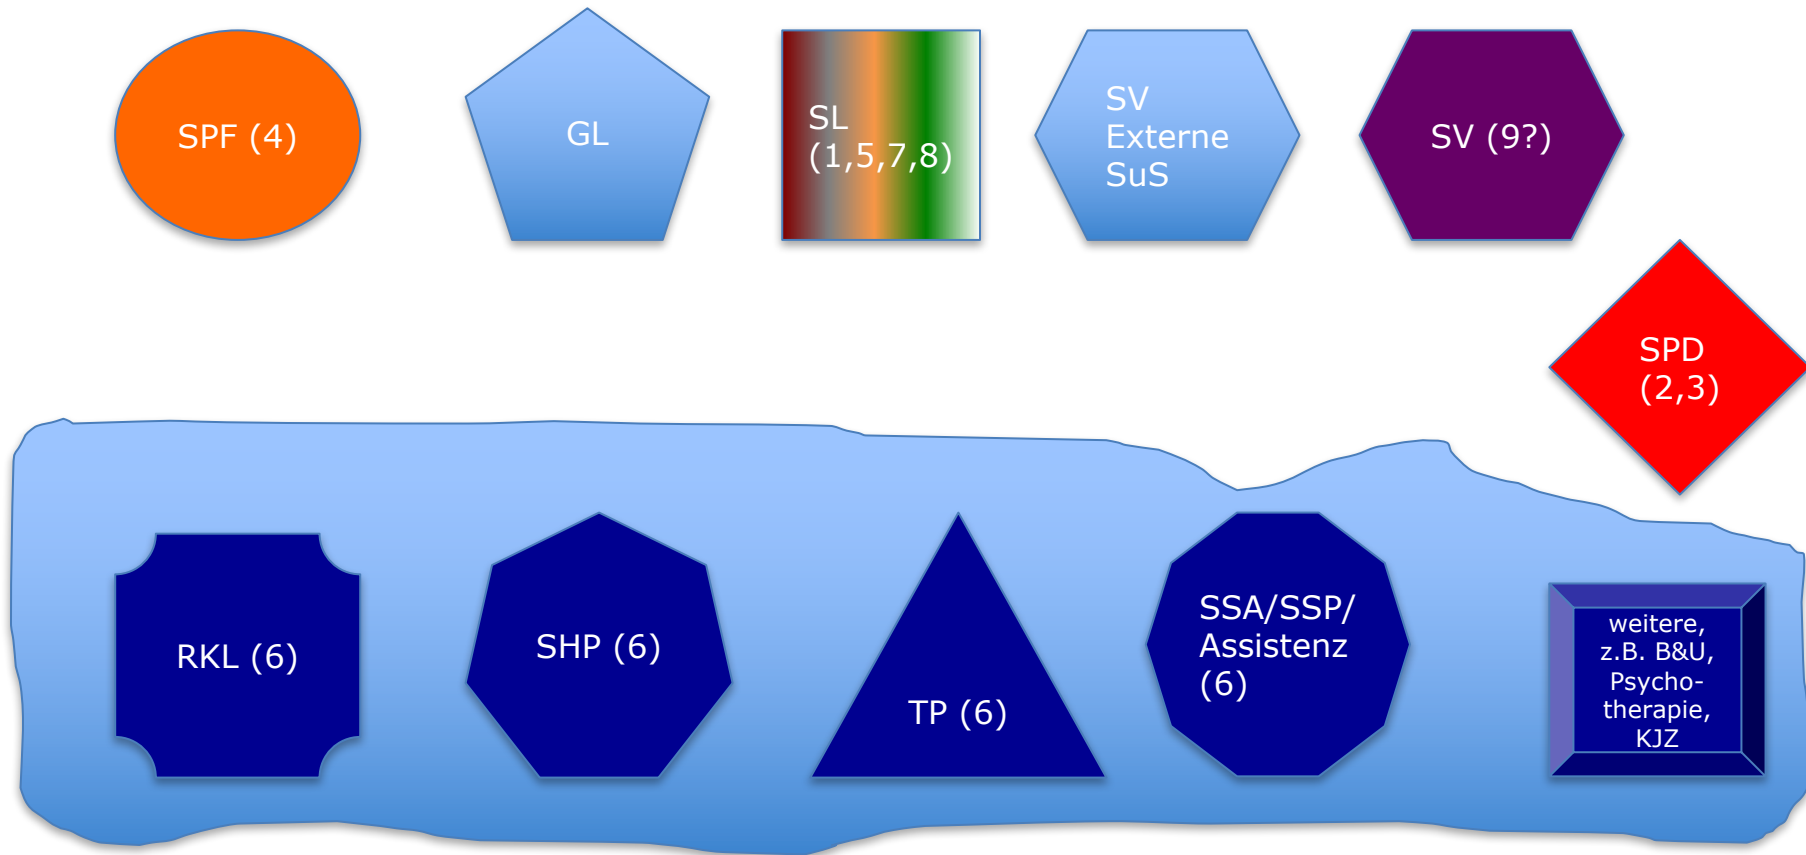 SPF (4)
GL
SL
(1,5,7,8)
SV
Externe
SuS
SV (9?)
SPD
(2,3)
RKL (6)
SHP (6)
TP (6)
SSA/SSP/
Assistenz
(6)
weitere,
z.B. B&U,
Psycho-
therapie,
KJZ